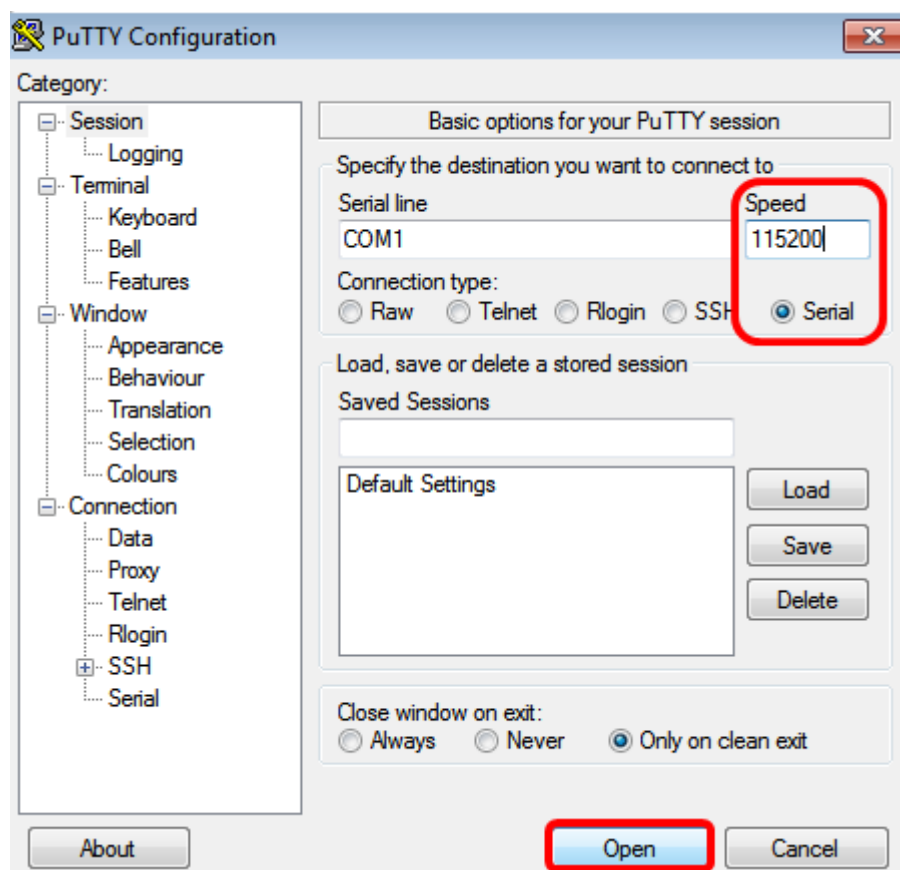 PuTTY Configuration
Category:
Session
Logging
Terminal
Keyboard
Bell
Features
Window
Appearance
Behaviour
Translation
Selection
Colours
Connection
Data
Proxy
Telnet
Rlogin
SSH
Serial
Basic options for your PuTTY session
Specify the destination you want to connect to
Serial line Speed
COM1 115200
Connection type:
Raw Telnet Rlogin SSH Serial
Load, save or delete a stored session
Saved Sessions
Default Settings
Load
Save
Delete
Close window on exit:
Always Never Only on clean exit
About Open Cancel